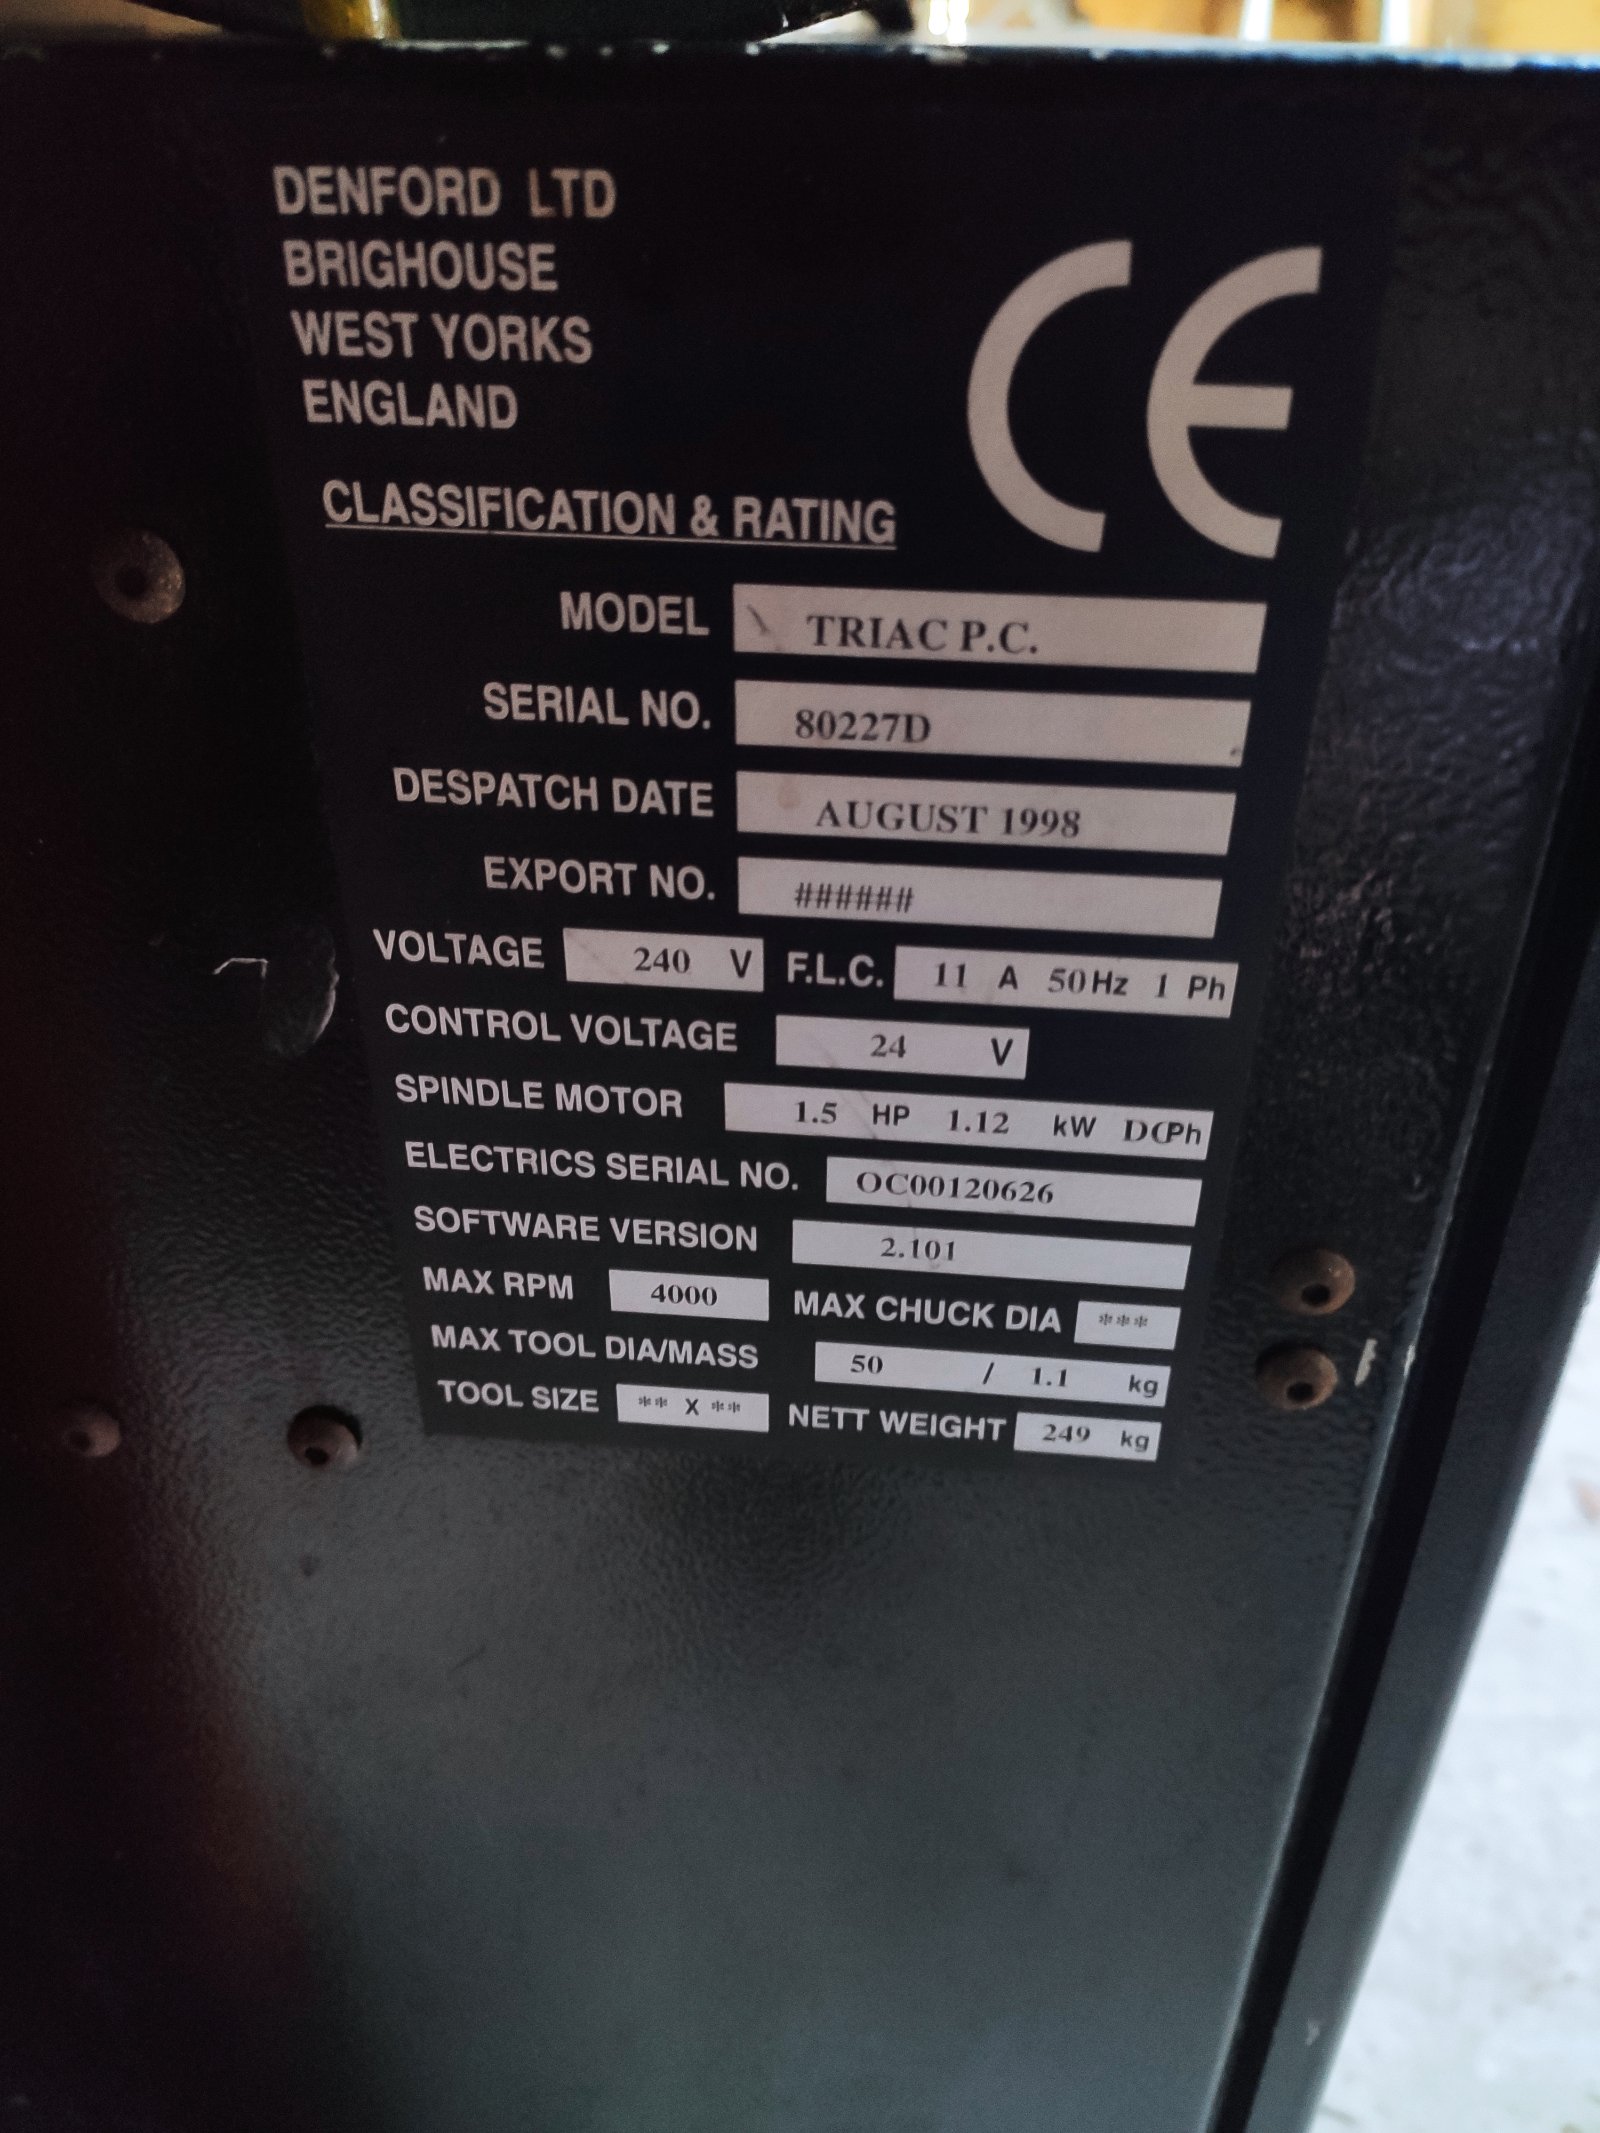 DENFORD LTD
BRIGHOUSE
WEST YORKS
ENGLAND
CE
CLASSIFICATION & RATING
MODEL TRIAC P.C.
SERIAL NO. 80227D
DESPATCH DATE AUGUST 1998
EXPORT NO. ######
VOLTAGE 240 V F.L.C. 11 A 50 Hz 1 Ph
CONTROL VOLTAGE 24 V
SPINDLE MOTOR 1.5 HP 1.12 kW DC Ph
ELECTRICS SERIAL NO. OC00120626
SOFTWARE VERSION 2.101
MAX RPM 4000 MAX CHUCK DIA ***
MAX TOOL DIA/MASS 50 / 1.1 kg
TOOL SIZE ** X ** NETT WEIGHT 249 kg